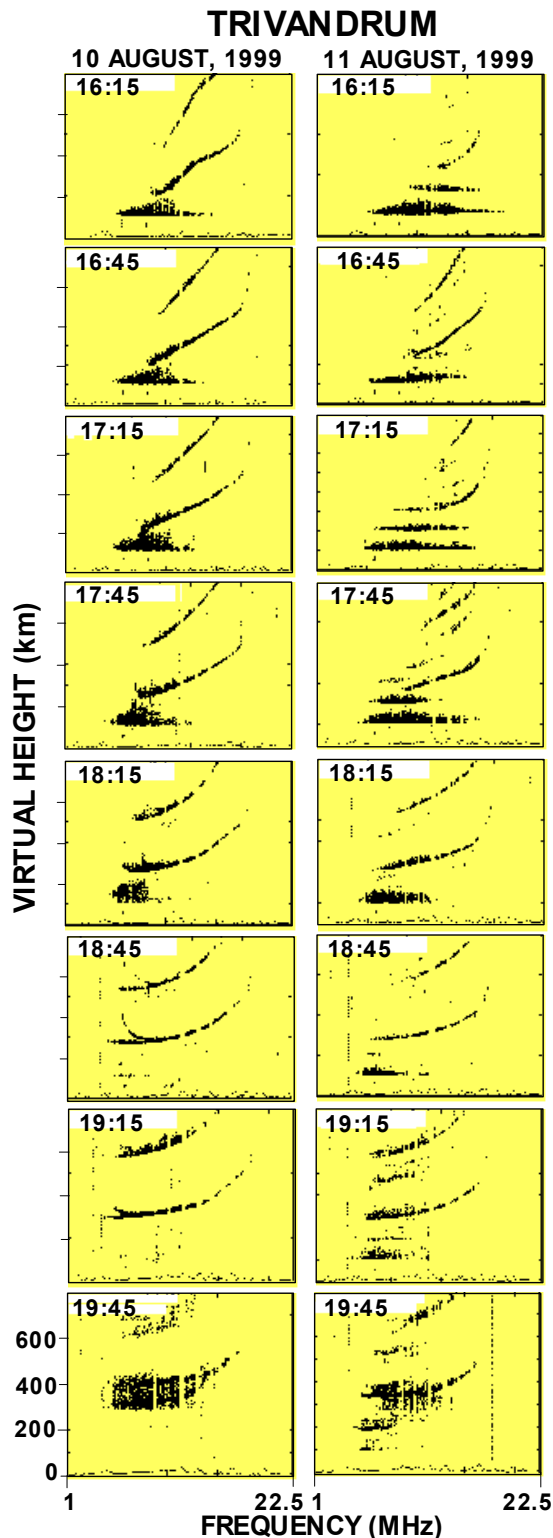 TRIVANDRUM
10 AUGUST, 1999 11 AUGUST, 1999
16:15 16:15
16:45 16:45
17:15 17:15
17:45 17:45
18:15 18:15
18:45 18:45
19:15 19:15
19:45 19:45
VIRTUAL HEIGHT (km)
600
400
200
0
1 22.5 1 22.5
FREQUENCY (MHz)